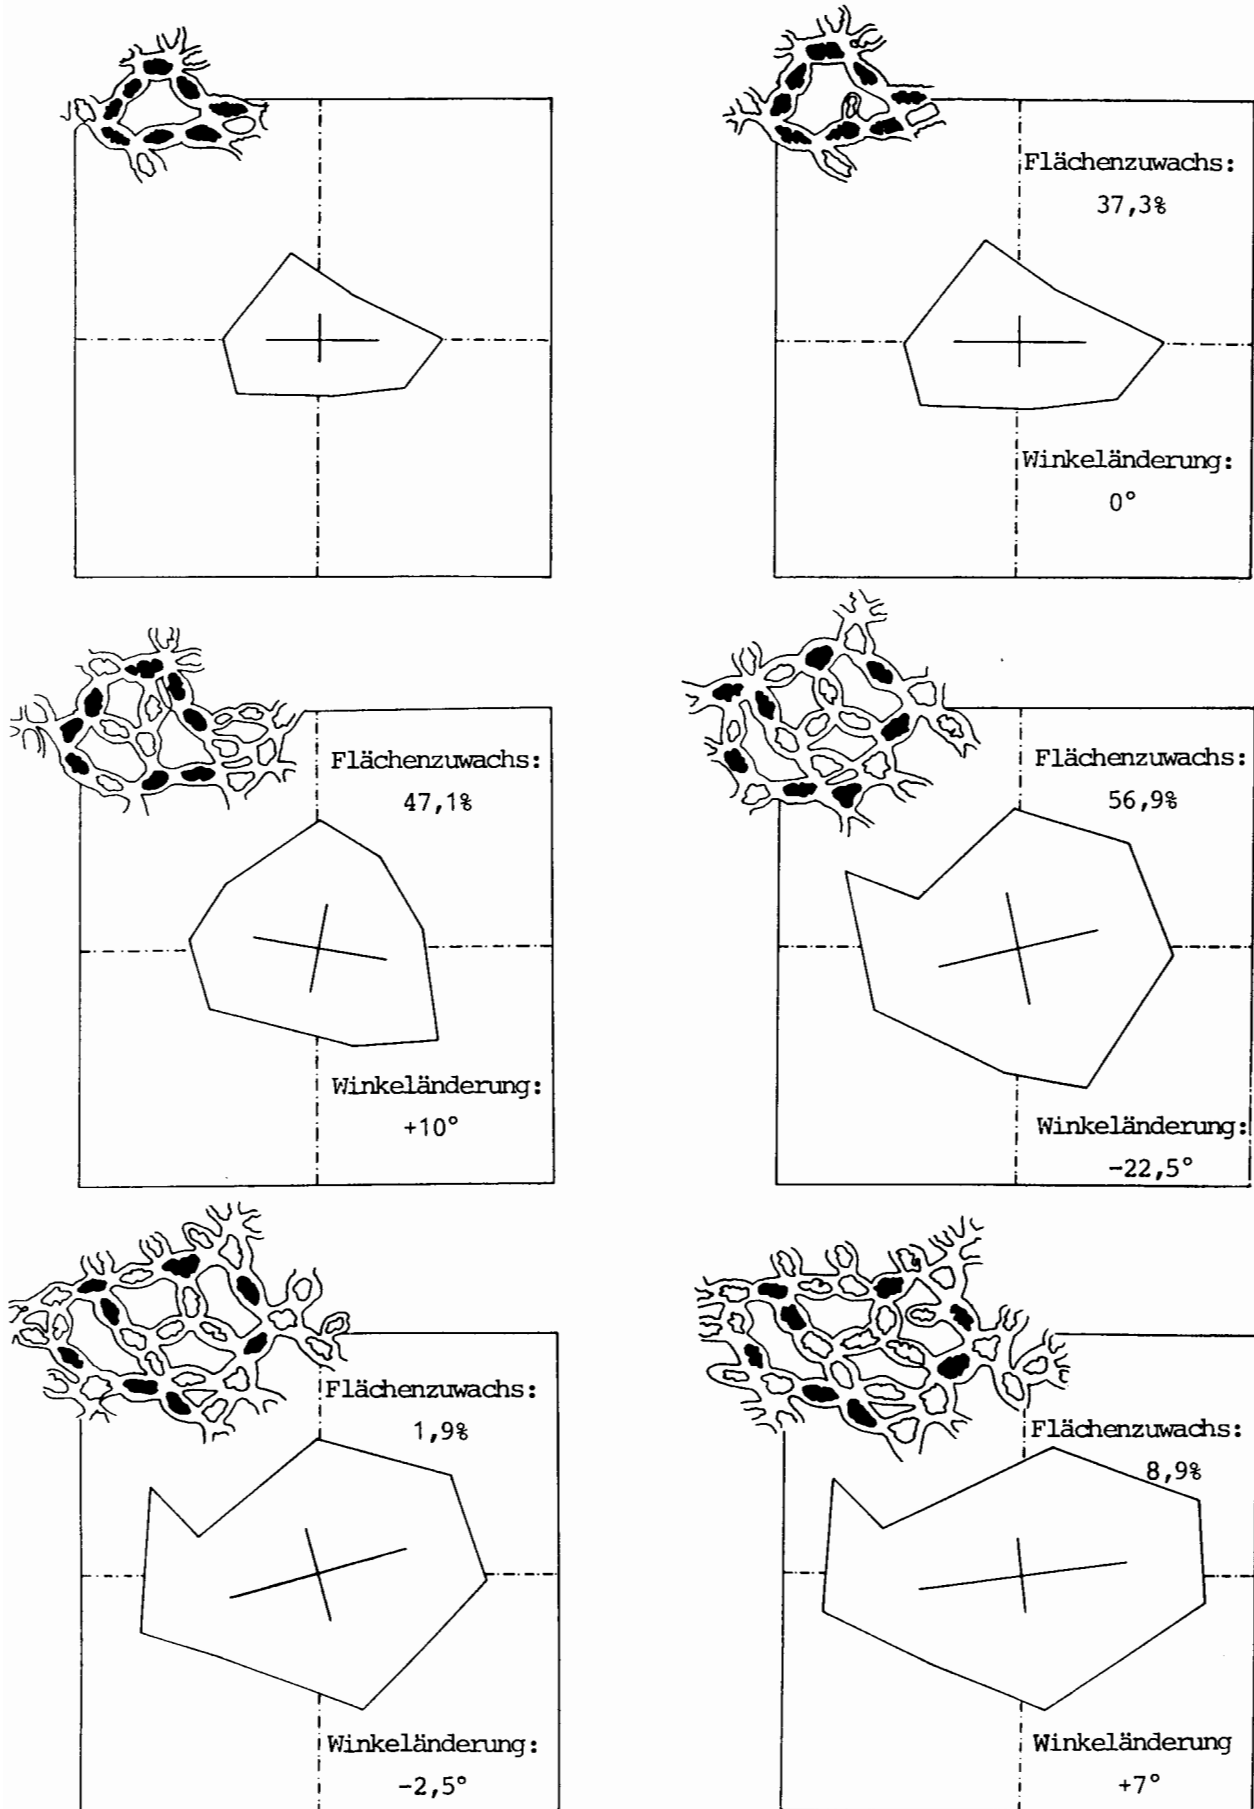 Flächenzuwachs:
37,3%
Winkeländerung:
0°
Flächenzuwachs:
47,1%
Winkeländerung:
+10°
Flächenzuwachs:
56,9%
Winkeländerung:
-22,5°
Flächenzuwachs:
1,9%
Winkeländerung:
-2,5°
Flächenzuwachs:
8,9%
Winkeländerung
+7°